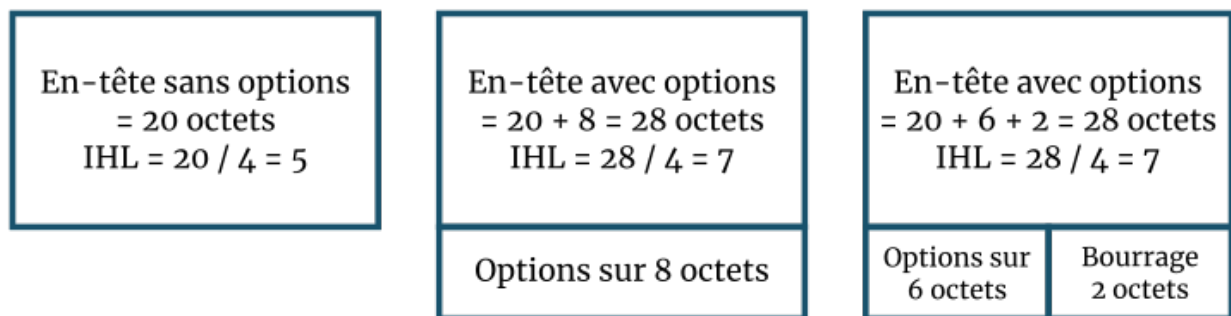 En-tête sans options
= 20 octets
IHL = 20 / 4 = 5
En-tête avec options
= 20 + 8 = 28 octets
IHL = 28 / 4 = 7
Options sur 8 octets
En-tête avec options
= 20 + 6 + 2 = 28 octets
IHL = 28 / 4 = 7
Options sur
6 octets
Bourrage
2 octets